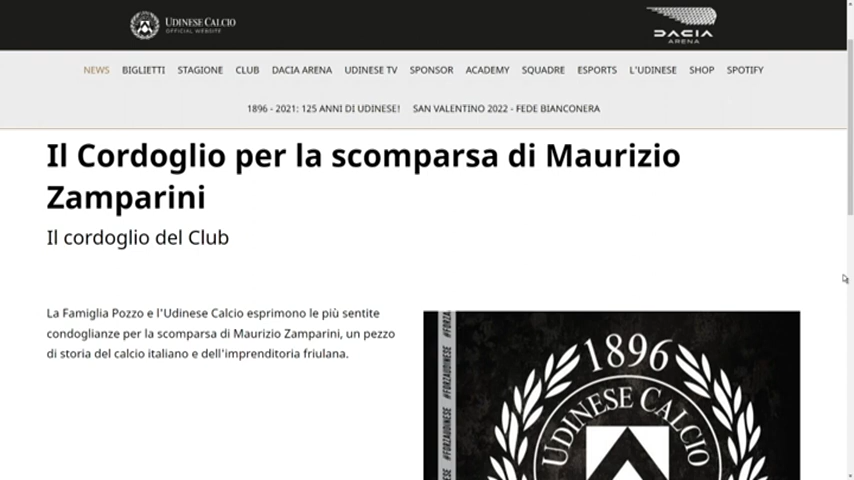 UDINESE CALCIO
OFFICIAL WEBSITE
DACIA
ARENA
NEWS BIGLIETTI STAGIONE CLUB DACIA ARENA UDINESE TV SPONSOR ACADEMY SQUADRE ESPORTS L'UDINESE SHOP SPOTIFY
1896 - 2021: 125 ANNI DI UDINESE! SAN VALENTINO 2022 - FEDE BIANCONERA
Il Cordoglio per la scomparsa di Maurizio
Zamparini
Il cordoglio del Club
La Famiglia Pozzo e l'Udinese Calcio esprimono le più sentite
condoglianze per la scomparsa di Maurizio Zamparini, un pezzo
di storia del calcio italiano e dell'imprenditoria friulana.
#FORZAUDINESE #FORZAUDINESE
1896
UDINESE CALCIO